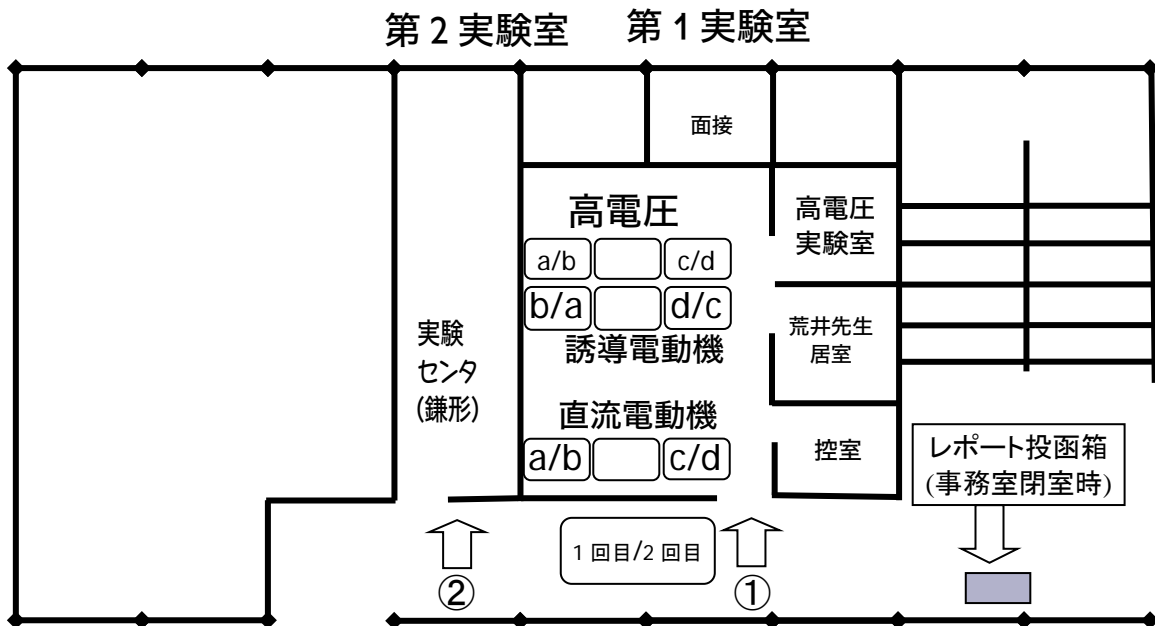 第２実験室 第１実験室
面接
高電圧
高電圧
実験室
a/b c/d
b/a d/c
誘導電動機
荒井先生
居室
実験
センタ
(鎌形)
直流電動機
a/b c/d
控室
レポート投函箱
(事務室閉室時)
1 回目/2 回目
② ①